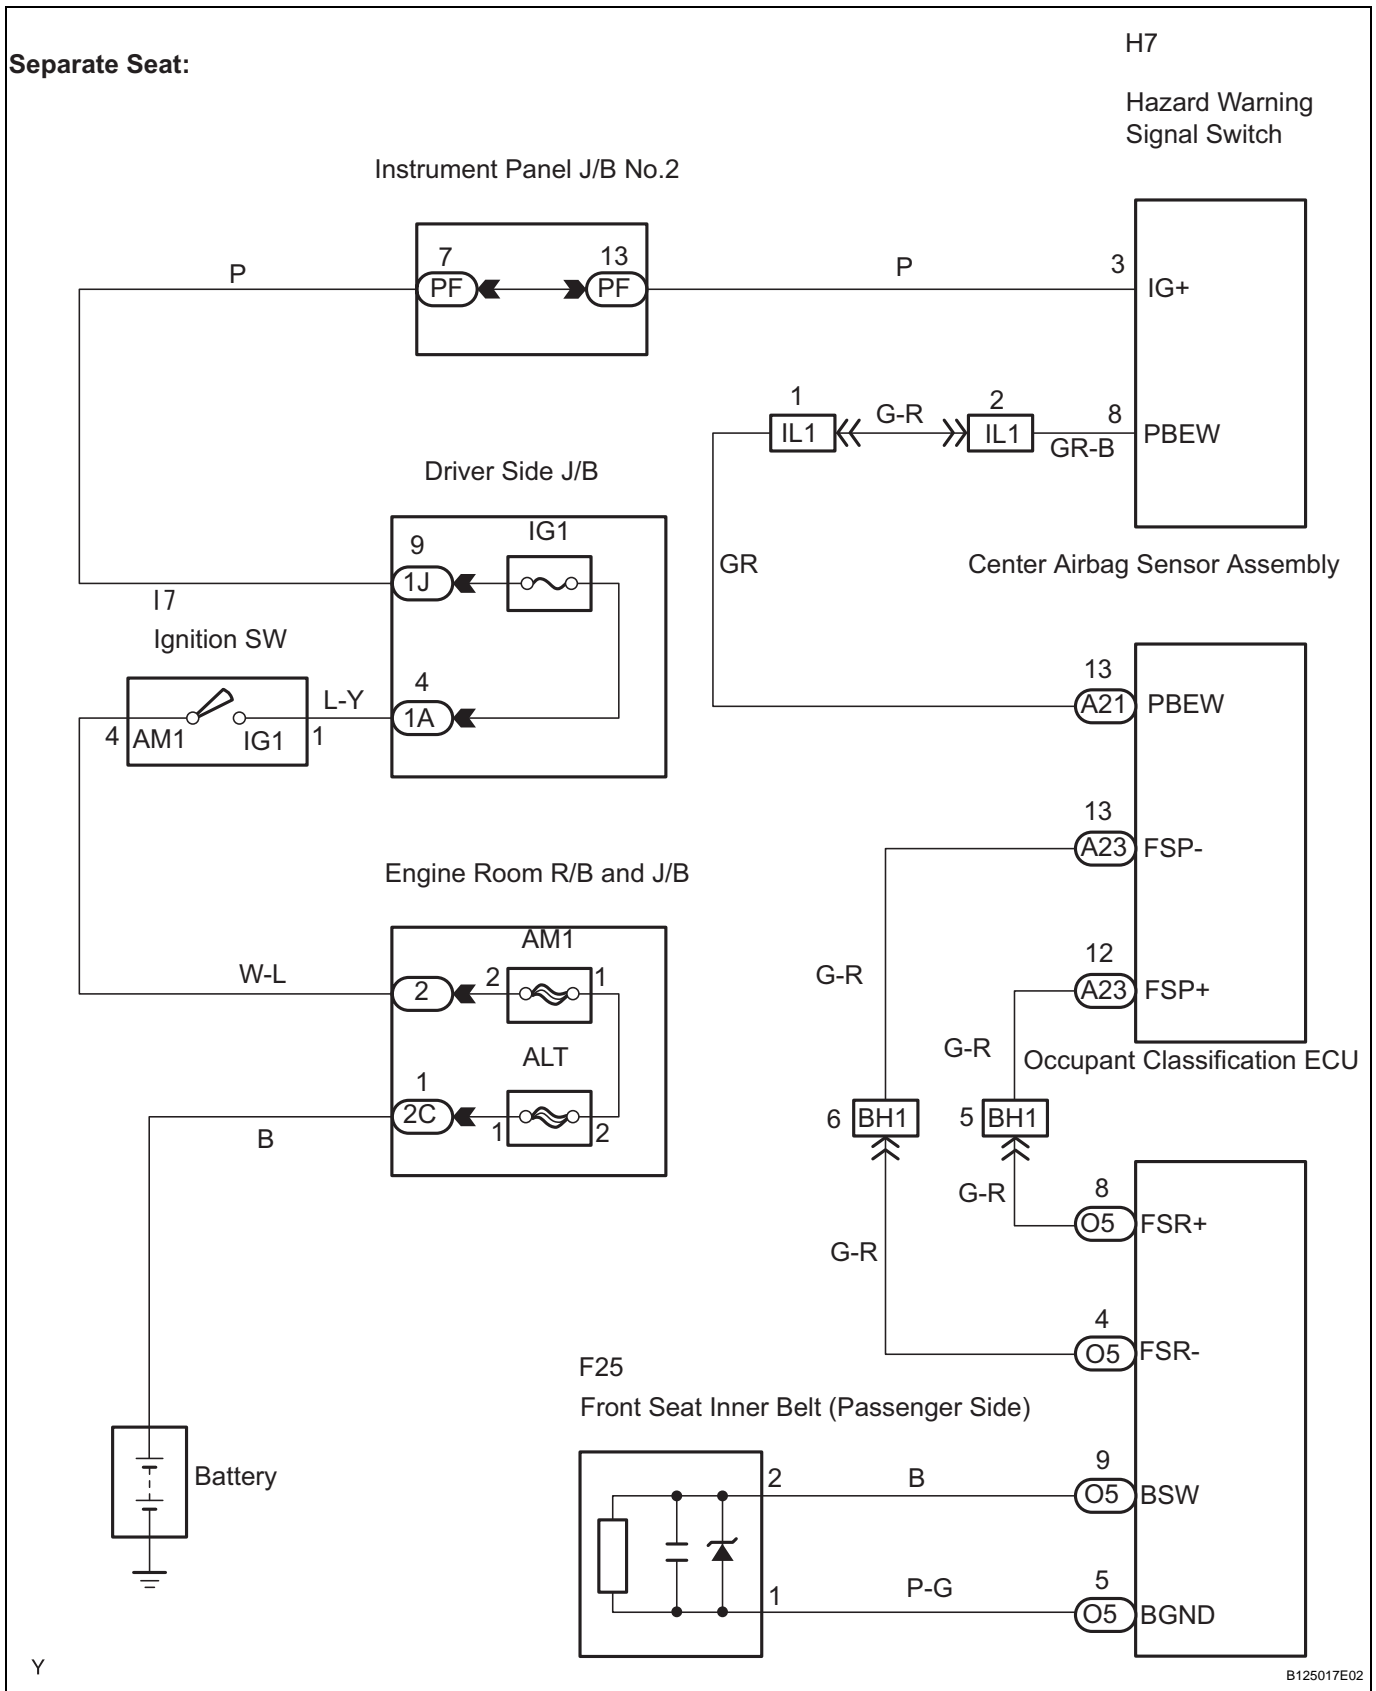 H7
Separate Seat:
Hazard Warning
Signal Switch
Instrument Panel J/B No.2
7
13
P
PF
PF
P
3
IG+
1
G-R
2
8
IL1
IL1
GR-B
PBEW
Driver Side J/B
IG1
9
1J
GR
Center Airbag Sensor Assembly
I7
Ignition SW
4
L-Y
1A
4
AM1
IG1
1
13
A21
PBEW
13
A23
FSP-
Engine Room R/B and J/B
AM1
W-L
2
2
1
G-R
12
A23
FSP+
ALT
G-R
Occupant Classification ECU
1
2C
B
1
2
6
BH1
5
BH1
G-R
8
O5
FSR+
G-R
4
O5
FSR-
F25
Front Seat Inner Belt (Passenger Side)
Battery
2
B
9
O5
BSW
1
P-G
5
O5
BGND
Y
B125017E02